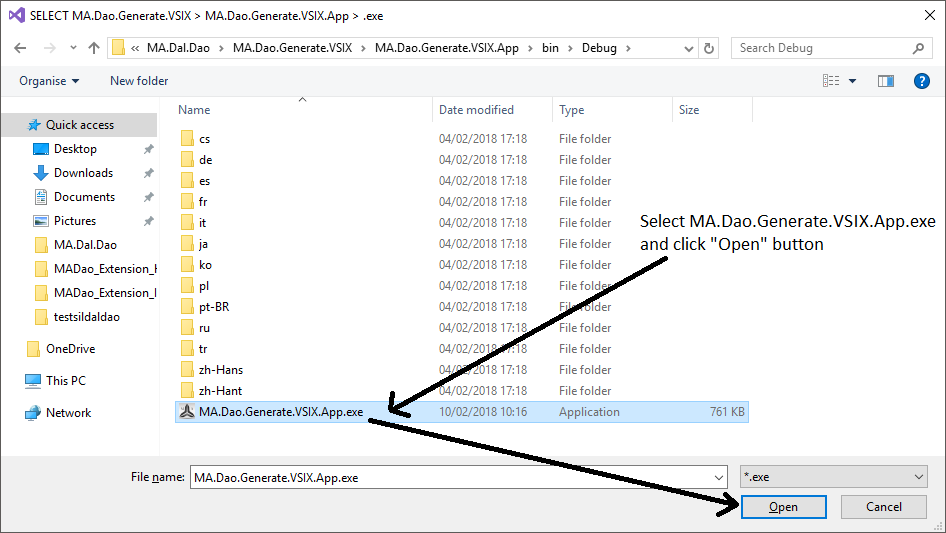 SELECT MA.Dao.Generate.VSIX > MA.Dao.Generate.VSIX.App > .exe
« MA.Dal.Dao > MA.Dao.Generate.VSIX > MA.Dao.Generate.VSIX.App > bin > Debug >
Search Debug
Organise
New folder
Name Date modified Type Size
Quick access
Desktop
Downloads
Documents
Pictures
MA.Dal.Dao
MADao_Extension_
MADao_Extension_
testsildaldao
OneDrive
This PC
Network
cs 04/02/2018 17:18 File folder
de 04/02/2018 17:18 File folder
es 04/02/2018 17:18 File folder
fr 04/02/2018 17:18 File folder
it 04/02/2018 17:18 File folder
ja 04/02/2018 17:18 File folder
ko 04/02/2018 17:18 File folder
pl 04/02/2018 17:18 File folder
pt-BR 04/02/2018 17:18 File folder
ru 04/02/2018 17:18 File folder
tr 04/02/2018 17:18 File folder
zh-Hans 04/02/2018 17:18 File folder
zh-Hant 04/02/2018 17:18 File folder
MA.Dao.Generate.VSIX.App.exe 10/02/2018 10:16 Application 761 KB
Select MA.Dao.Generate.VSIX.App.exe
and click "Open" button
File name: MA.Dao.Generate.VSIX.App.exe
*.exe
Open
Cancel